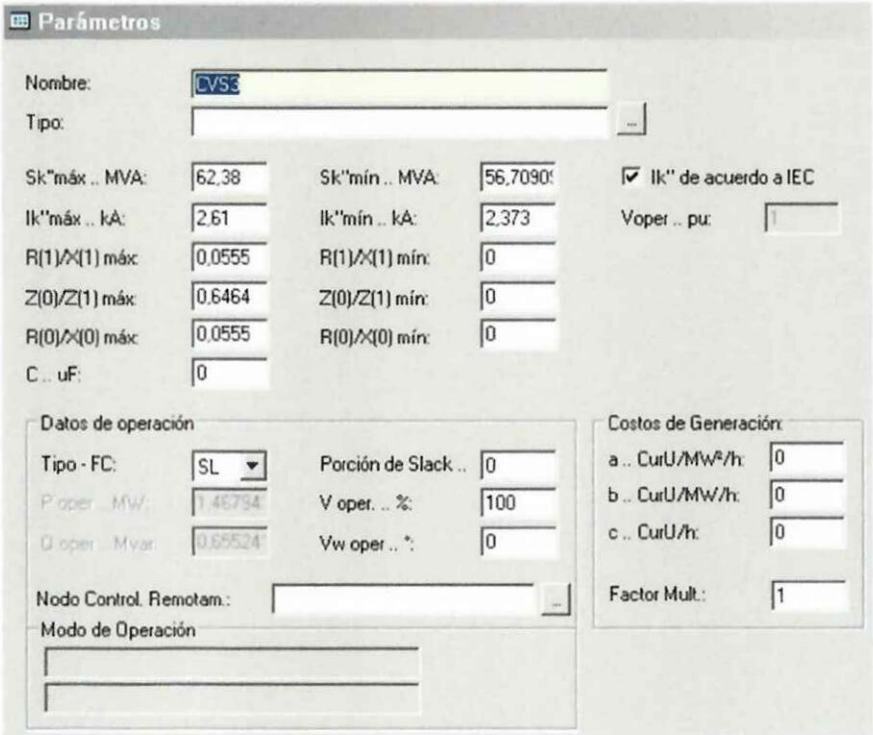 Parámetros
Nombre: CVS3
Tipo: ...
Sk"máx .. MVA: 62,38 Sk"mín .. MVA: 56,7090 Ik" de acuerdo a IEC
Ik"máx .. kA: 2,61 Ik"mín .. kA: 2,373 Voper .. pu: 1
R(1)/X(1) máx: 0,0555 R(1)/X(1) mín: 0
Z(0)/Z(1) máx: 0,6464 Z(0)/Z(1) mín: 0
R(0)/X(0) máx: 0,0555 R(0)/X(0) mín: 0
C .. uF: 0
Datos de operación Costos de Generación:
Tipo - FC: SL Porción de Slack .. 0 a .. CurU/MW²/h: 0
P oper .. MW: 1,46794 V oper. .. %: 100 b .. CurU/MW/h: 0
Q oper .. Mvar: 0,65524 Vw oper .. °: 0 c .. CurU/h: 0
Nodo Control. Remotam.: ... Factor Mult.: 1
Modo de Operación